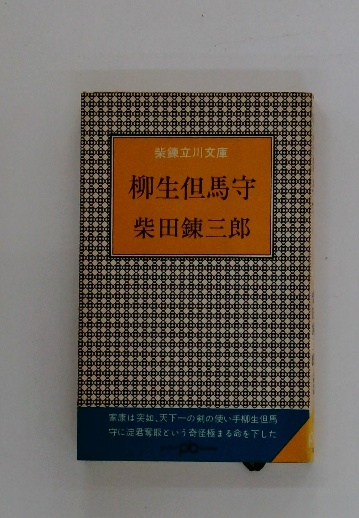 柴錬立川文庫
柳生但馬守
柴田錬三郎
家康は突如、天下一の剣の使い手柳生但馬
守に淀君奪取という奇怪極まる命を下した